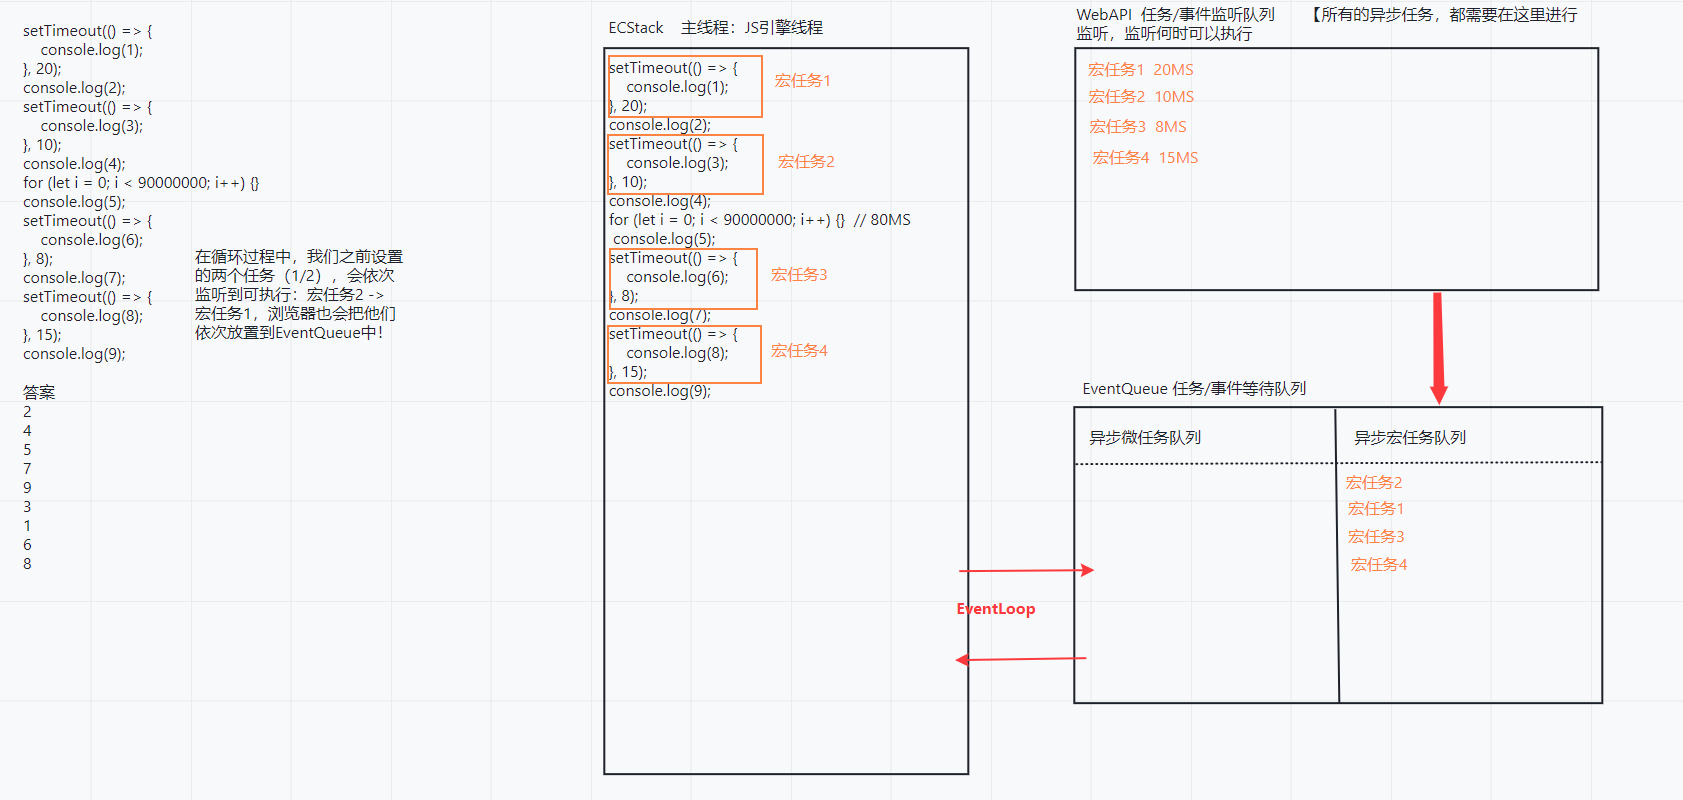 setTimeout(() => {
    console.log(1);
}, 20);
console.log(2);
setTimeout(() => {
    console.log(3);
}, 10);
console.log(4);
for (let i = 0; i < 90000000; i++) {}
console.log(5);
setTimeout(() => {
    console.log(6);
}, 8);
console.log(7);
setTimeout(() => {
    console.log(8);
}, 15);
console.log(9);
在循环过程中，我们之前设置
的两个任务（1/2），会依次
监听到可执行：宏任务2 ->
宏任务1，浏览器也会把他们
依次放置到EventQueue中！
答案
2
4
5
7
9
3
1
6
8
ECStack    主线程：JS引擎线程
setTimeout(() => {
    console.log(1);
}, 20);
宏任务1
console.log(2);
setTimeout(() => {
    console.log(3);
}, 10);
宏任务2
console.log(4);
for (let i = 0; i < 90000000; i++) {}  // 80MS
console.log(5);
setTimeout(() => {
    console.log(6);
}, 8);
宏任务3
console.log(7);
setTimeout(() => {
    console.log(8);
}, 15);
宏任务4
console.log(9);
WebAPI  任务/事件监听队列        【所有的异步任务，都需要在这里进行
监听，监听何时可以执行
宏任务1  20MS
宏任务2  10MS
宏任务3  8MS
宏任务4  15MS
EventQueue 任务/事件等待队列
异步微任务队列
异步宏任务队列
宏任务2
宏任务1
宏任务3
宏任务4
EventLoop